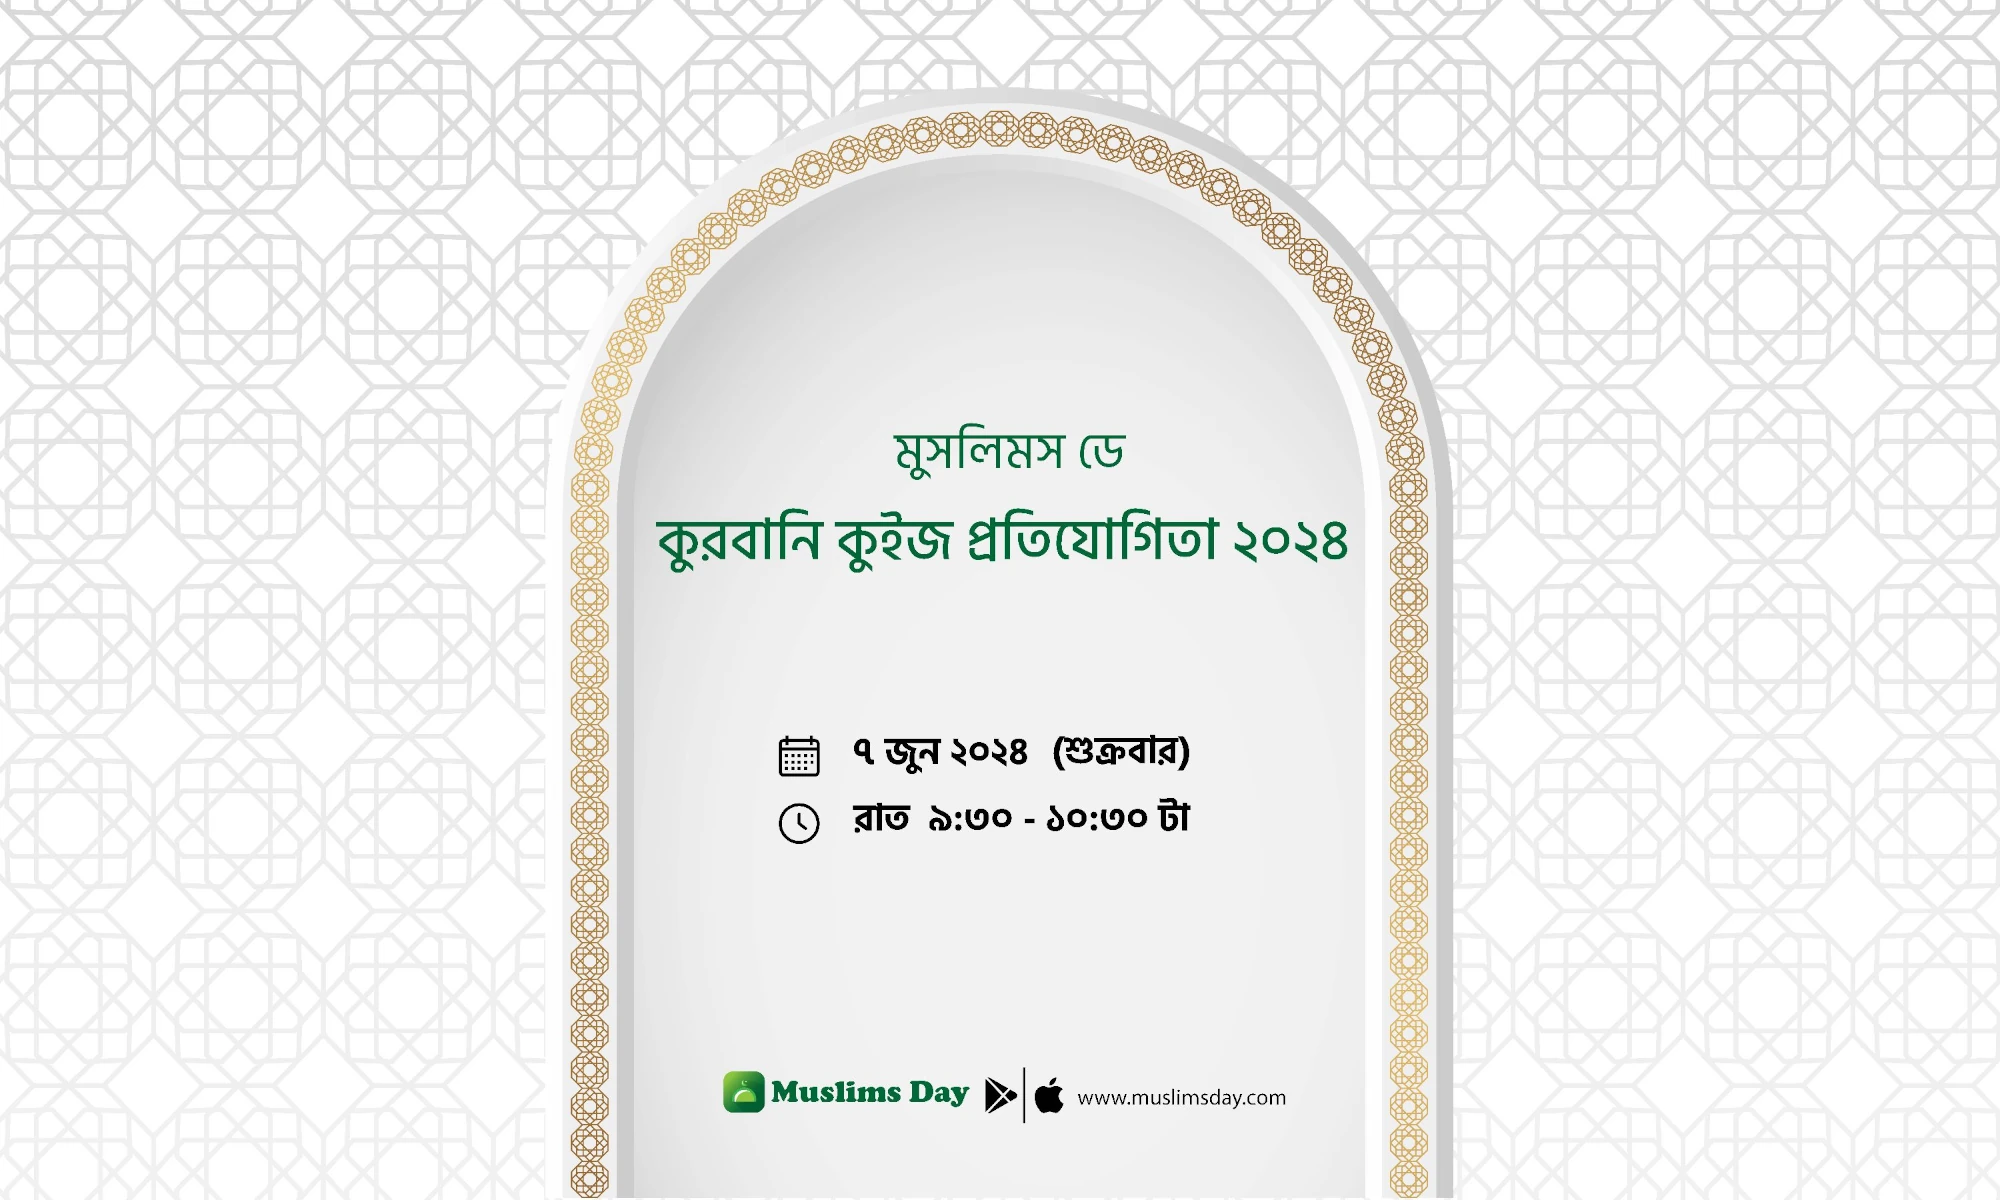 মুসলিমস ডে
কুরবানি কুইজ প্রতিযোগিতা ২০২৪
৭ জুন ২০২৪ (শুক্রবার)
রাত ৯:৩০ - ১০:৩০ টা
Muslims Day www.muslimsday.com